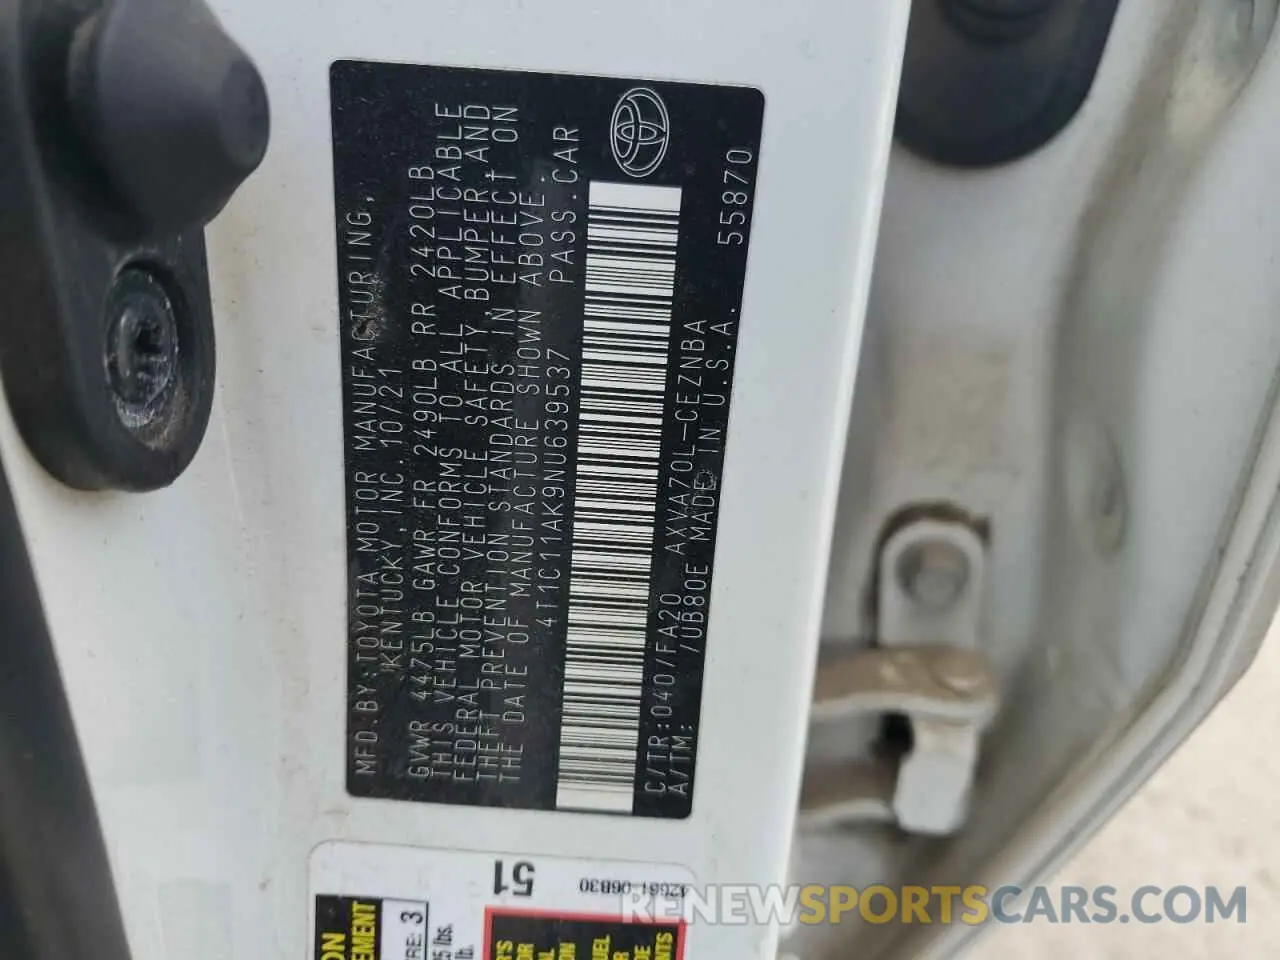 MFD.BY:TOYOTA MOTOR MANUFACTURING,
KENTUCKY, INC. 10/21
GVWR 4475LB GAWR FR 2490LB RR 2420LB
THIS VEHICLE CONFORMS TO ALL APPLICABLE
FEDERAL MOTOR VEHICLE SAFETY, BUMPER, AND
THEFT PREVENTION STANDARDS IN EFFECT ON
THE DATE OF MANUFACTURE SHOWN ABOVE.
4T1C11AK9NU639537 PASS.CAR
C/TR:040/FA20 AXVA70L-CEZNBA
A/TM: /UB80E MADE IN U.S.A. 55870
51
42661-06B30
3
lbs.
lb.
RENEWSPORTSCARS.COM